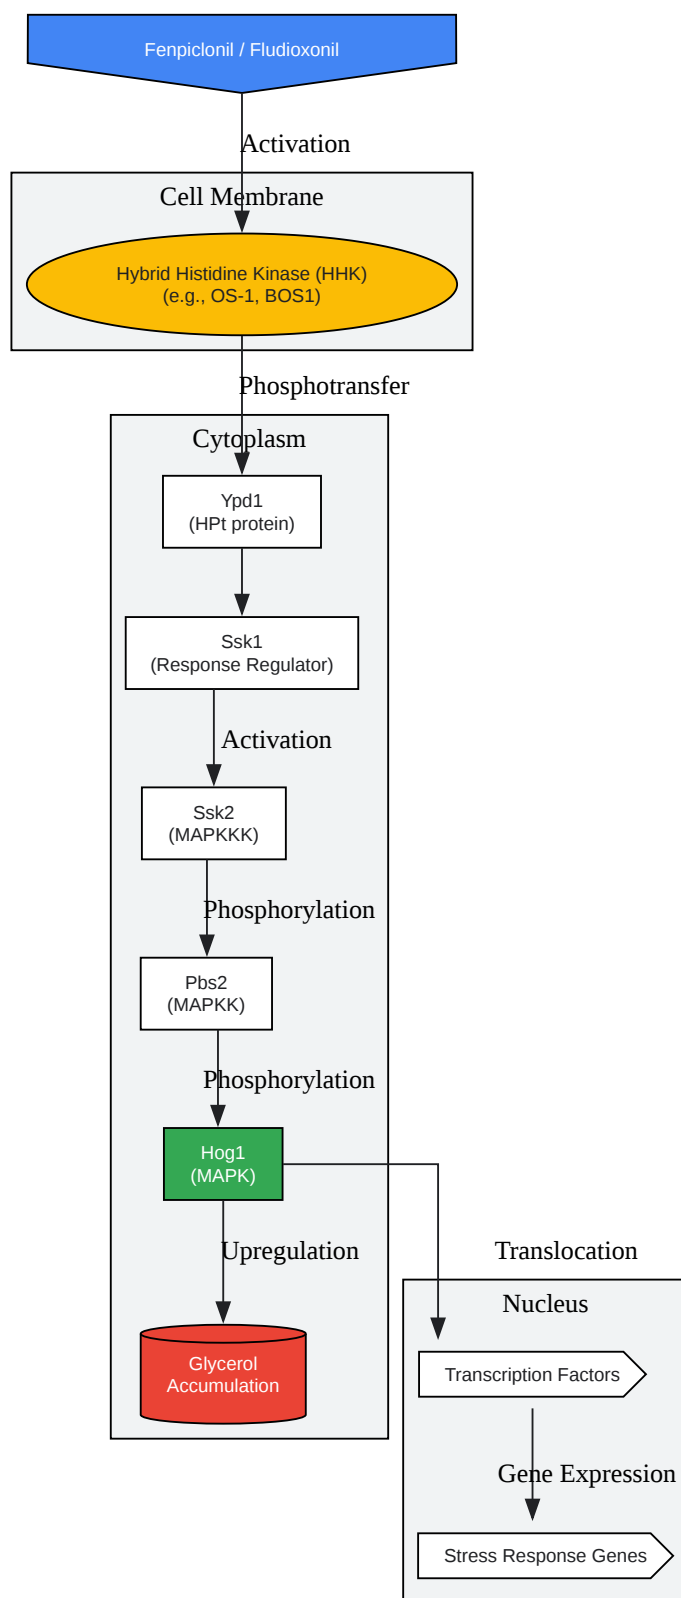 Fenpiclonil / Fludioxonil
Activation
Cell Membrane
Hybrid Histidine Kinase (HHK)
(e.g., OS-1, BOS1)
Phosphotransfer
Cytoplasm
Ypd1
(HPt protein)
Ssk1
(Response Regulator)
Activation
Ssk2
(MAPKKK)
Phosphorylation
Pbs2
(MAPKK)
Phosphorylation
Hog1
(MAPK)
Upregulation
Translocation
Nucleus
Glycerol
Accumulation
Transcription Factors
Gene Expression
Stress Response Genes